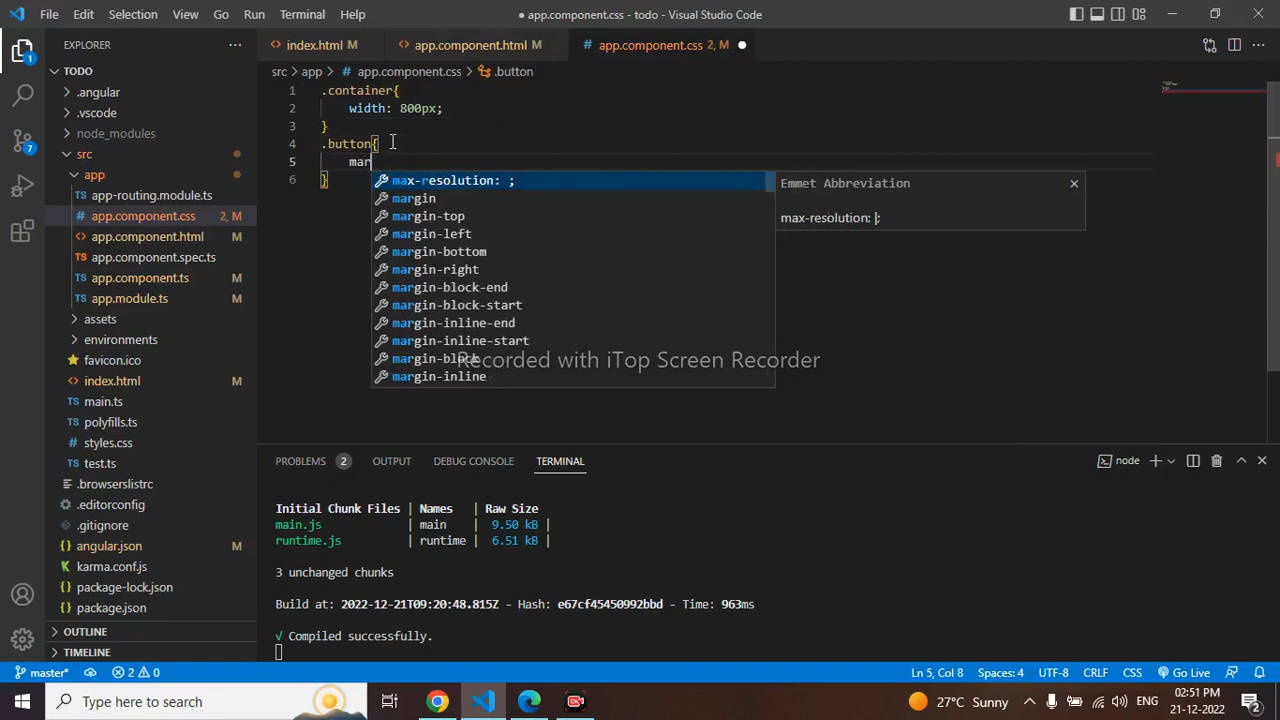 File Edit Selection View Go Run Terminal Help
● app.component.css - todo - Visual Studio Code
EXPLORER
index.html M
app.component.html M
app.component.css 2, M
TODO
.angular
.vscode
node_modules
src
app
app-routing.module.ts
app.component.css 2, M
app.component.html M
app.component.spec.ts
app.component.ts M
app.module.ts M
assets
environments
favicon.ico
index.html M
main.ts
polyfills.ts
styles.css
test.ts
.browserslistrc
.editorconfig
.gitignore
angular.json M
karma.conf.js
package-lock.json
package.json
OUTLINE
TIMELINE
src > app > app.component.css > .button
1 .container{
2 width: 800px;
3 }
4 .button{
5 mar
6 }
max-resolution: ;
margin
margin-top
margin-left
margin-bottom
margin-right
margin-block-end
margin-block-start
margin-inline-end
margin-inline-start
margin-block
margin-inline
Emmet Abbreviation
max-resolution: |;
Recorded with iTop Screen Recorder
PROBLEMS 2 OUTPUT DEBUG CONSOLE TERMINAL
node
Initial Chunk Files | Names | Raw Size
main.js | main | 9.50 kB |
runtime.js | runtime | 6.51 kB |
3 unchanged chunks
Build at: 2022-12-21T09:20:48.815Z - Hash: e67cf45450992bbd - Time: 963ms
√ Compiled successfully.
1
7
master* 2 0
Ln 5, Col 8 Spaces: 4 UTF-8 CRLF CSS Go Live
Type here to search
27°C Sunny
ENG
02:51 PM
21-12-2022
2